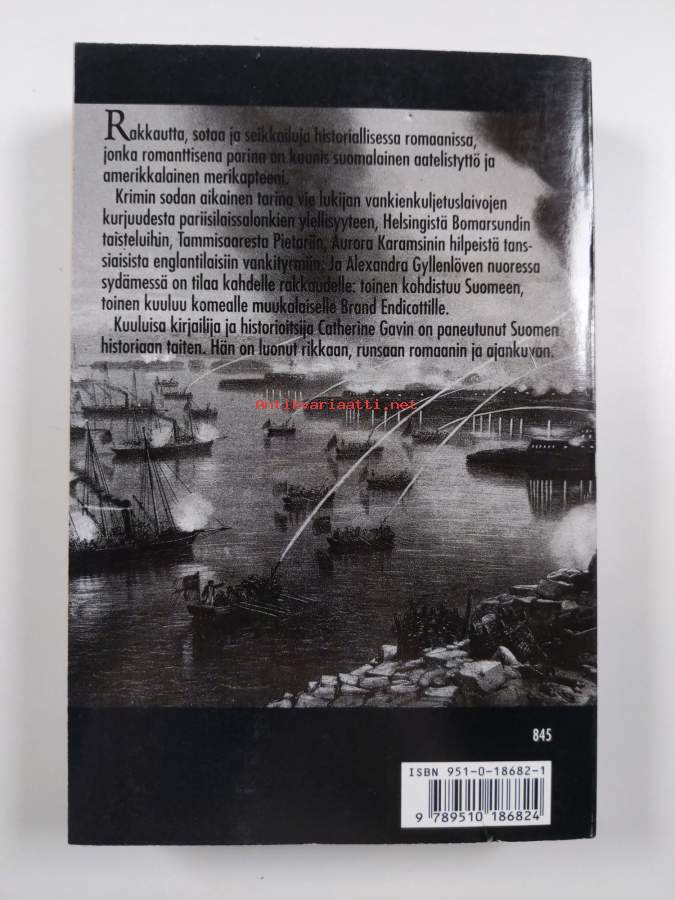 Rakkautta, sotaa ja seikkailuja historiallisessa romaanissa,
jonka romanttisena parina on kaunis suomalainen aatelistyttö ja
amerikkalainen merikapteeni.
Krimin sodan aikainen tarina vie lukijan vankienkuljetuslaivojen
kurjuudesta pariisilaissalonkien ylellisyyteen, Helsingistä Bomarsundin
taisteluihin, Tammisaaresta Pietariin, Aurora Karamsinin hilpeistä tans-
siaisista englantilaisiin vankityrmiin. Ja Alexandra Gyllenlöven nuoressa
sydämessä on tilaa kahdelle rakkaudelle: toinen kohdistuu Suomeen,
toinen kuuluu komealle muukalaiselle Brand Endicottille.
Kuuluisa kirjailija ja historioitsija Catherine Gavin on paneutunut Suomen
historiaan taiten. Hän on luonut rikkaan, runsaan romaanin ja ajankuvan.
Antikvariaatti.net
845
ISBN 951-0-18682-1
9 789510 186824